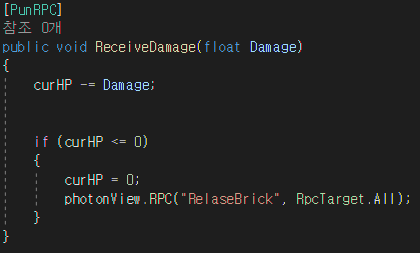 [PunRPC]
참조 0개
public void ReceiveDamage(float Damage)
{
curHP -= Damage;
if (curHP <= 0)
{
curHP = 0;
photonView.RPC("RelaseBrick", RpcTarget.All);
}
}